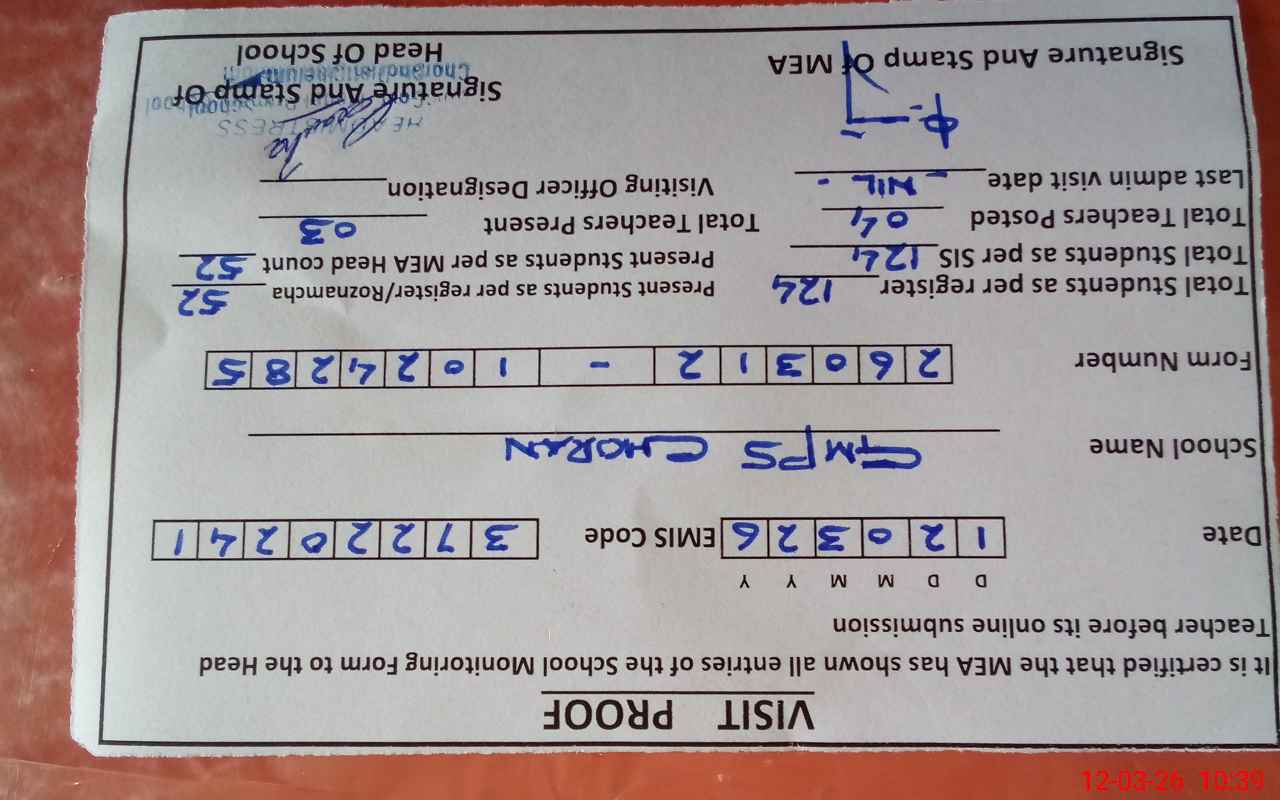 VISIT PROOF
It is certified that the MEA has shown all entries of the School Monitoring Form to the Head
Teacher before its online submission
D D M M Y Y
Date 1 2 0 3 2 6 EMIS Code 3 7 2 2 0 2 4 1
School Name GMPS CHORAN
Form Number 2 6 0 3 1 2 - 1 0 2 4 2 8 5
Total Students as per register 124 Present Students as per register/Roznamcha 52
Total Students as per SIS 124 Present Students as per MEA Head count 52
Total Teachers Posted 04 Total Teachers Present 03
Last admin visit date - NIL - Visiting Officer Designation
HEADMISTRESS
Signature And Stamp Of MEA Signature And Stamp Of
Head Of School
12-03-26 10:39